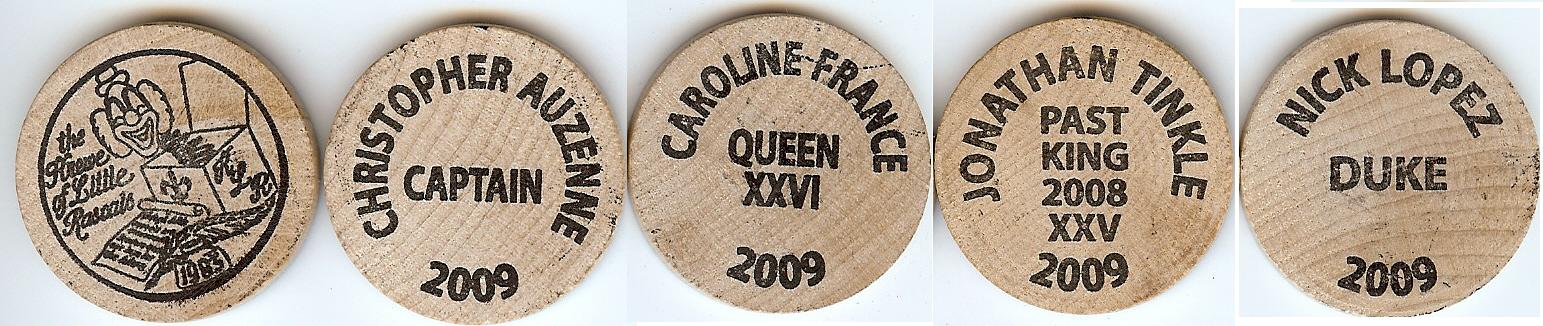 the
Krewe
of Little
Rascals
K
L
R
1983
CHRISTOPHER AUZENNE
CAPTAIN
2009
CAROLINE FRANCE
QUEEN
XXVI
2009
JONATHAN TINKLE
PAST
KING
2008
XXV
2009
NICK LOPEZ
DUKE
2009